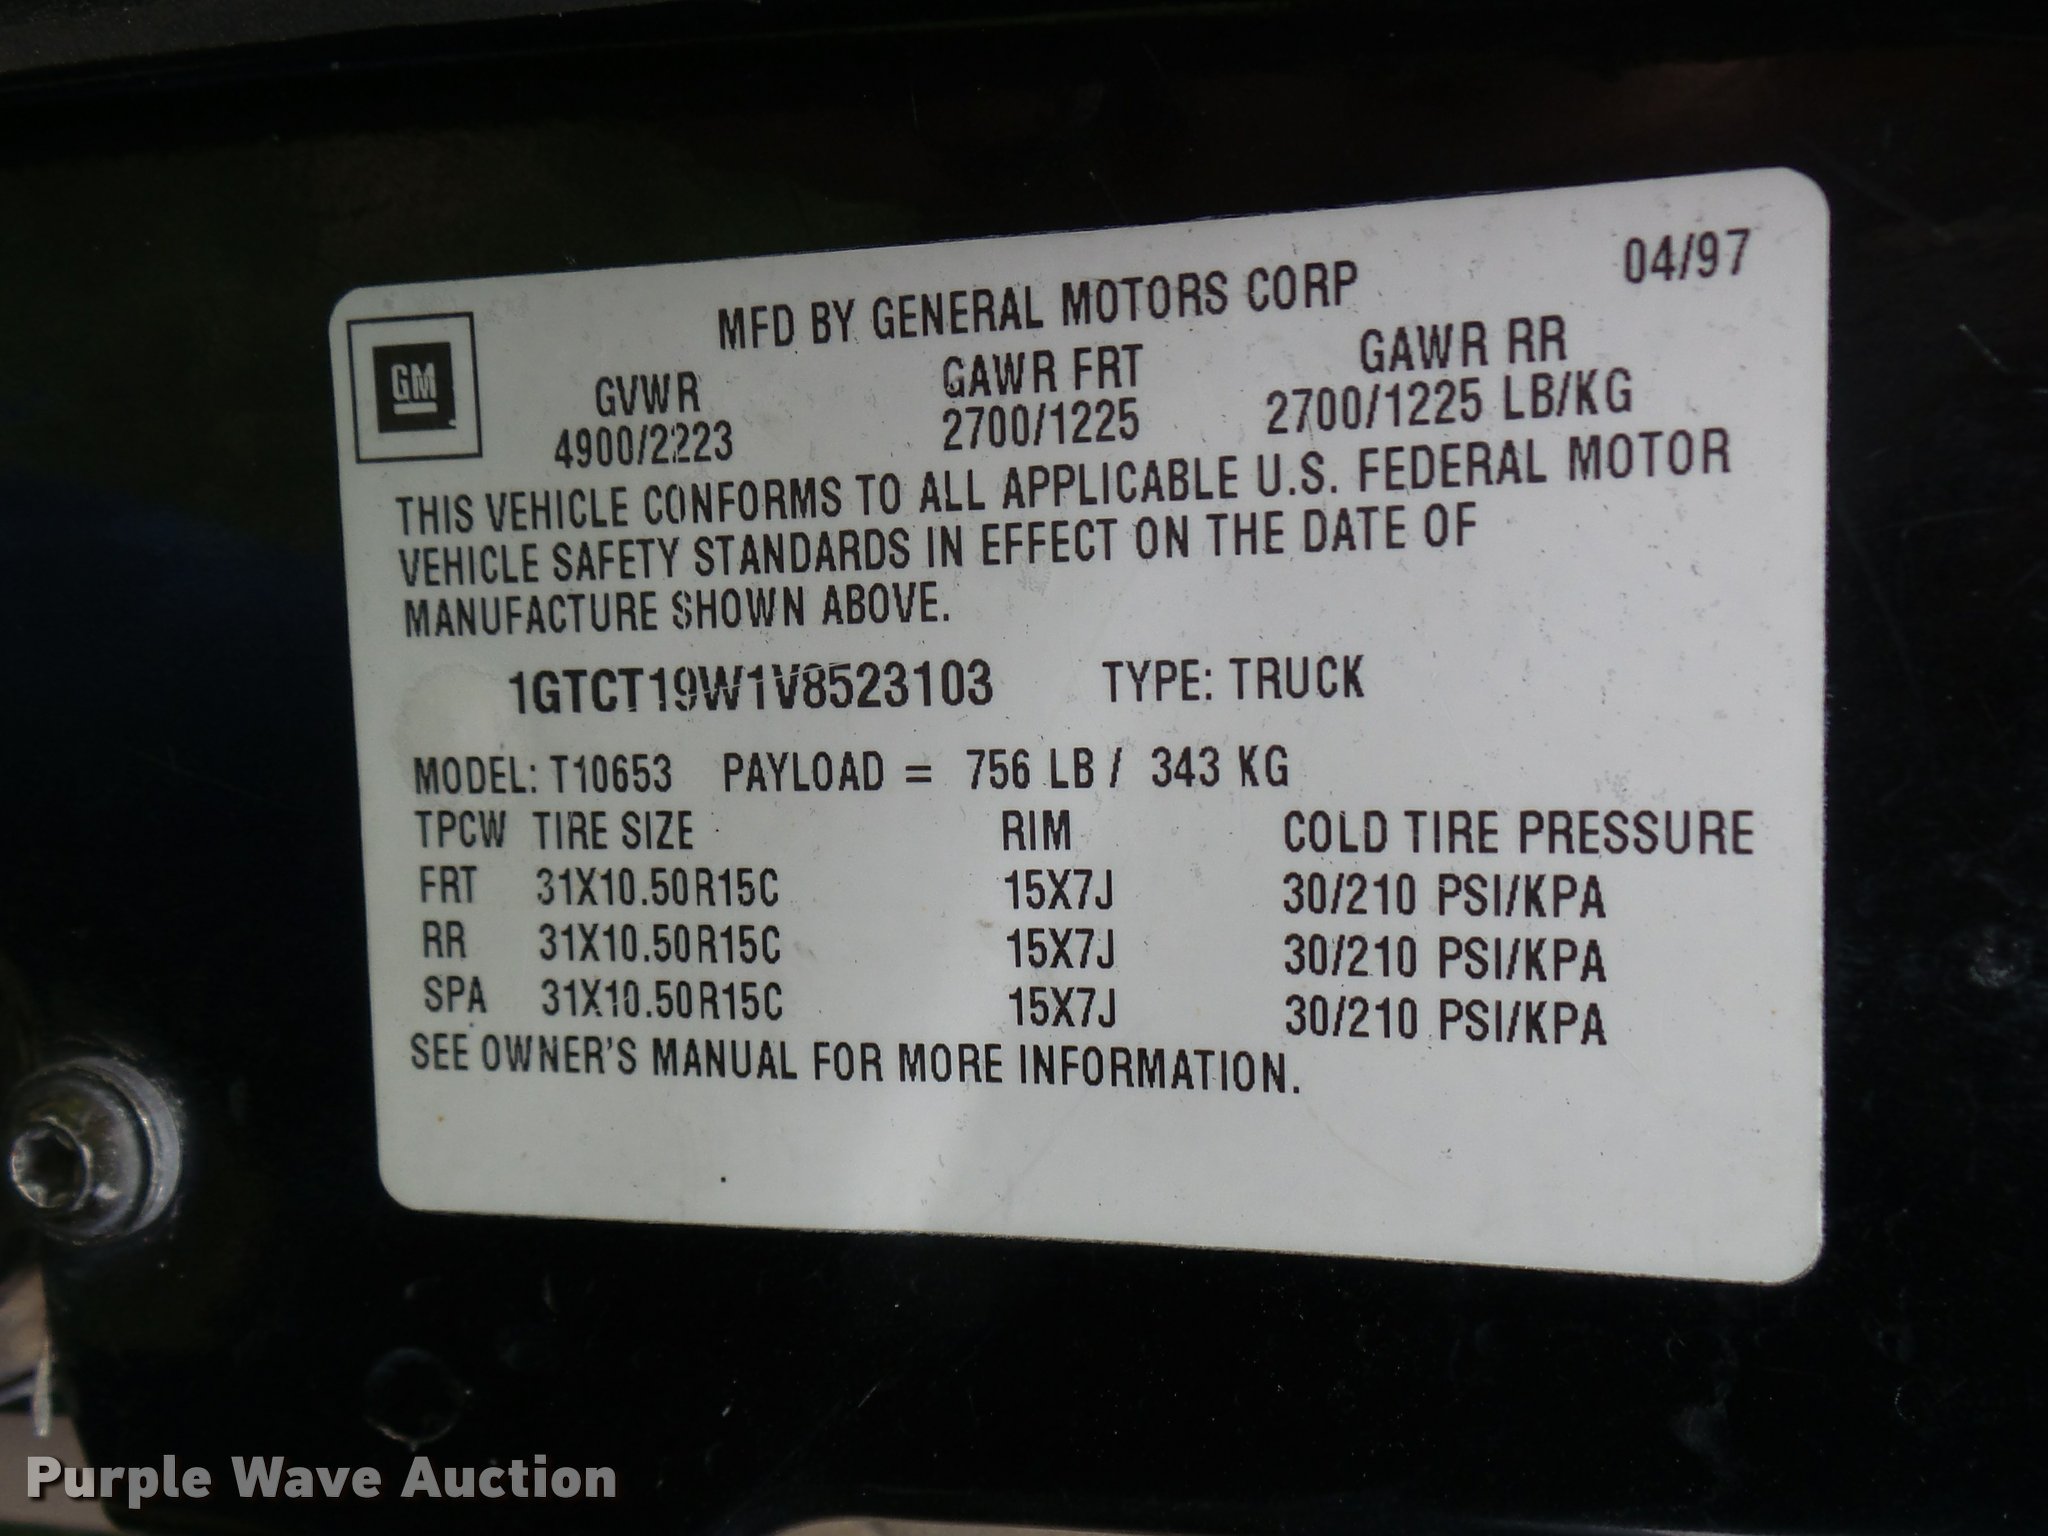 04/97
MFD BY GENERAL MOTORS CORP
GM
GVWR GAWR FRT GAWR RR
4900/2223 2700/1225 2700/1225 LB/KG
THIS VEHICLE CONFORMS TO ALL APPLICABLE U.S. FEDERAL MOTOR
VEHICLE SAFETY STANDARDS IN EFFECT ON THE DATE OF
MANUFACTURE SHOWN ABOVE.
1GTCT19W1V8523103 TYPE: TRUCK
MODEL: T10653 PAYLOAD = 756 LB / 343 KG
TPCW TIRE SIZE RIM COLD TIRE PRESSURE
FRT 31X10.50R15C 15X7J 30/210 PSI/KPA
RR 31X10.50R15C 15X7J 30/210 PSI/KPA
SPA 31X10.50R15C 15X7J 30/210 PSI/KPA
SEE OWNER'S MANUAL FOR MORE INFORMATION.
Purple Wave Auction